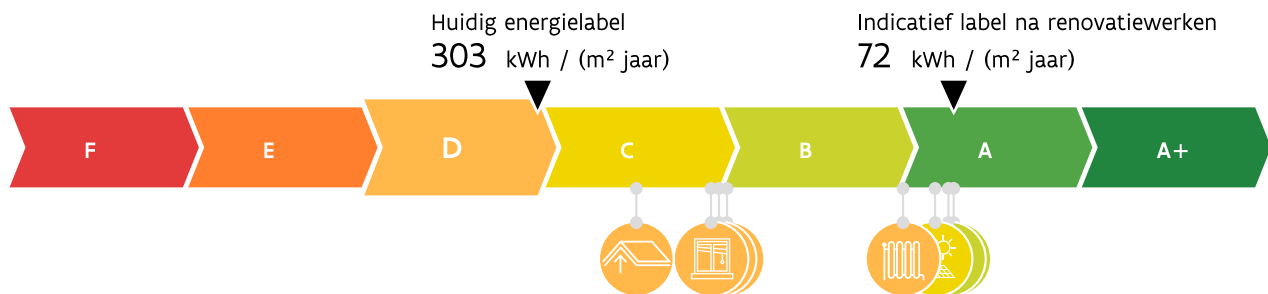 Huidig energielabel
303 kWh / (m² jaar)
Indicatief label na renovatiewerken
72 kWh / (m² jaar)
F
E
D
C
B
A
A+